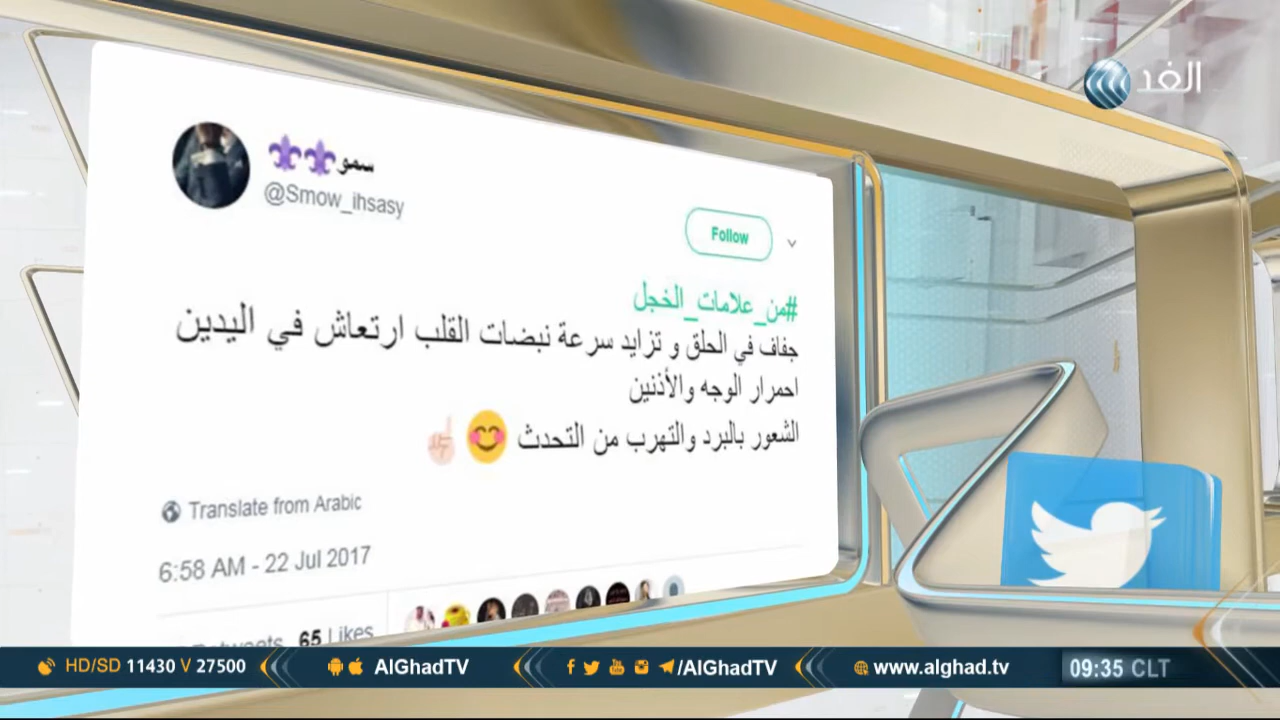 الغد
سمو
@Smow_ihsasy
Follow
#من_علامات_الخجل
جفاف في الحلق و تزايد سرعة نبضات القلب ارتعاش في اليدين
احمرار الوجه والأذنين
الشعور بالبرد والتهرب من التحدث 😊☝🏻
Translate from Arabic
6:58 AM - 22 Jul 2017
Retweets 65 Likes
HD/SD 11430 V 27500
AlGhadTV
/AlGhadTV
www.alghad.tv
09:35 CLT